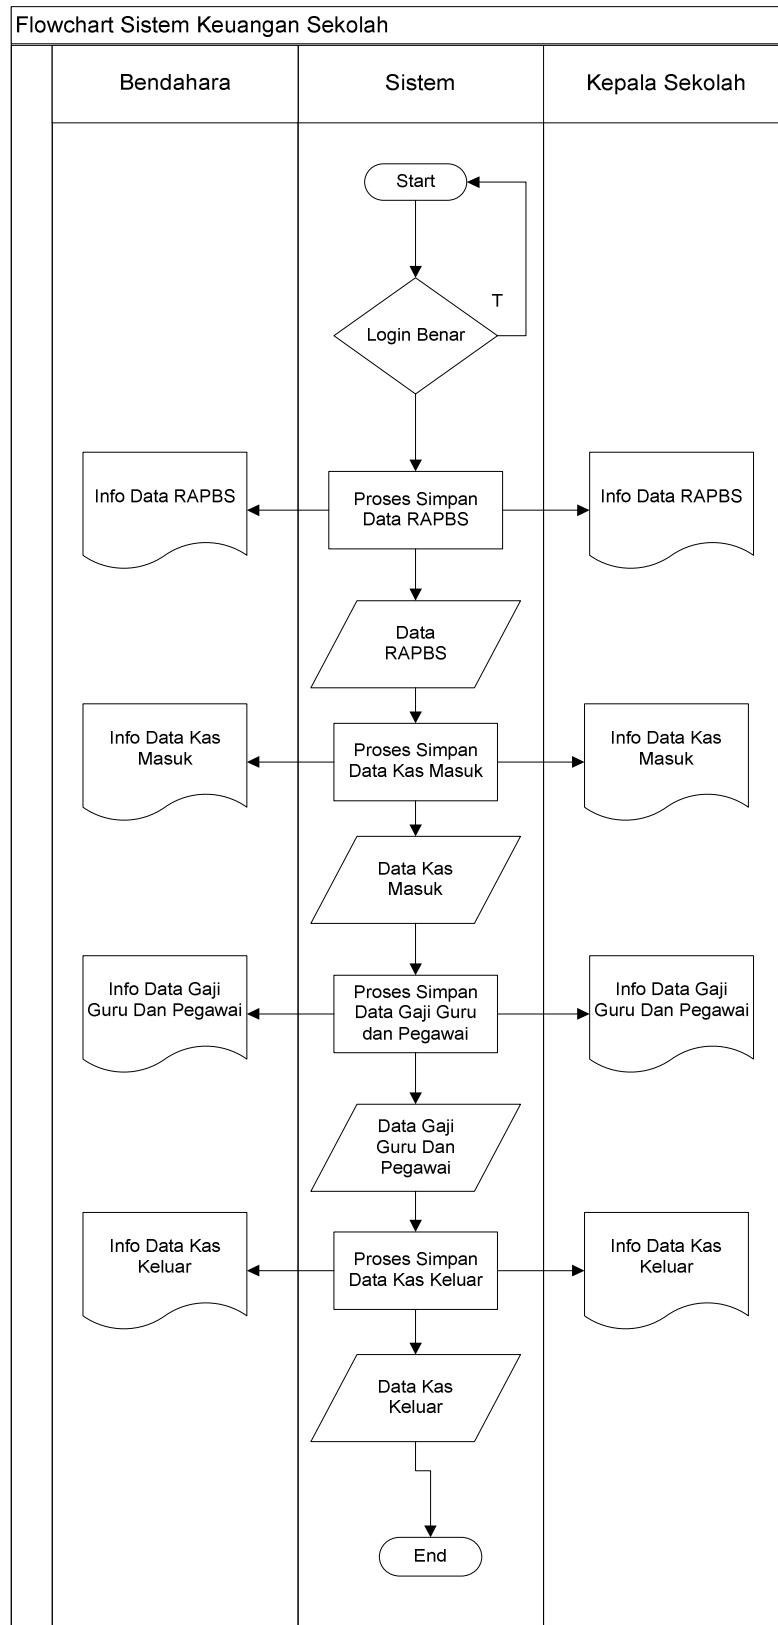 Flowchart Sistem Keuangan Sekolah
Bendahara
Sistem
Kepala Sekolah
Start
T
Login Benar
Info Data RAPBS
Proses Simpan
Data RAPBS
Info Data RAPBS
Data
RAPBS
Info Data Kas
Masuk
Proses Simpan
Data Kas Masuk
Info Data Kas
Masuk
Data Kas
Masuk
Info Data Gaji
Guru Dan Pegawai
Proses Simpan
Data Gaji Guru
dan Pegawai
Info Data Gaji
Guru Dan Pegawai
Data Gaji
Guru Dan
Pegawai
Info Data Kas
Keluar
Proses Simpan
Data Kas Keluar
Info Data Kas
Keluar
Data Kas
Keluar
End